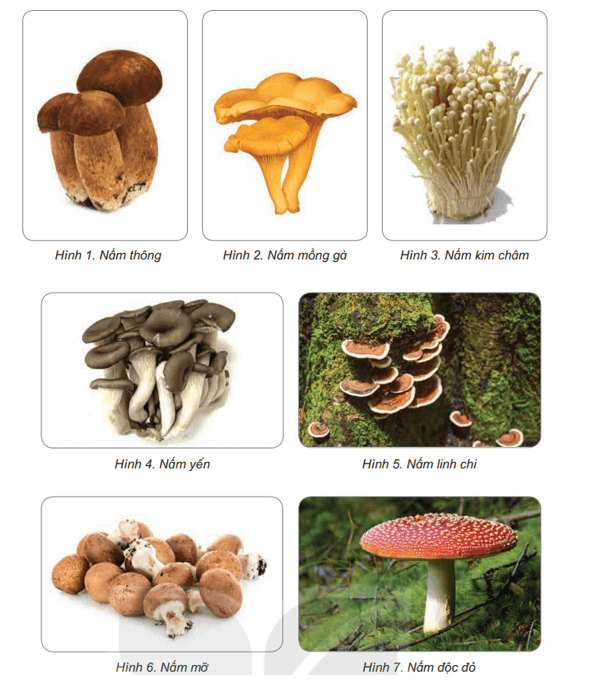 Hình 1. Nấm thông
Hình 2. Nấm mồng gà
Hình 3. Nấm kim châm
Hình 4. Nấm yến
Hình 5. Nấm linh chi
Hình 6. Nấm mỡ
Hình 7. Nấm độc đỏ